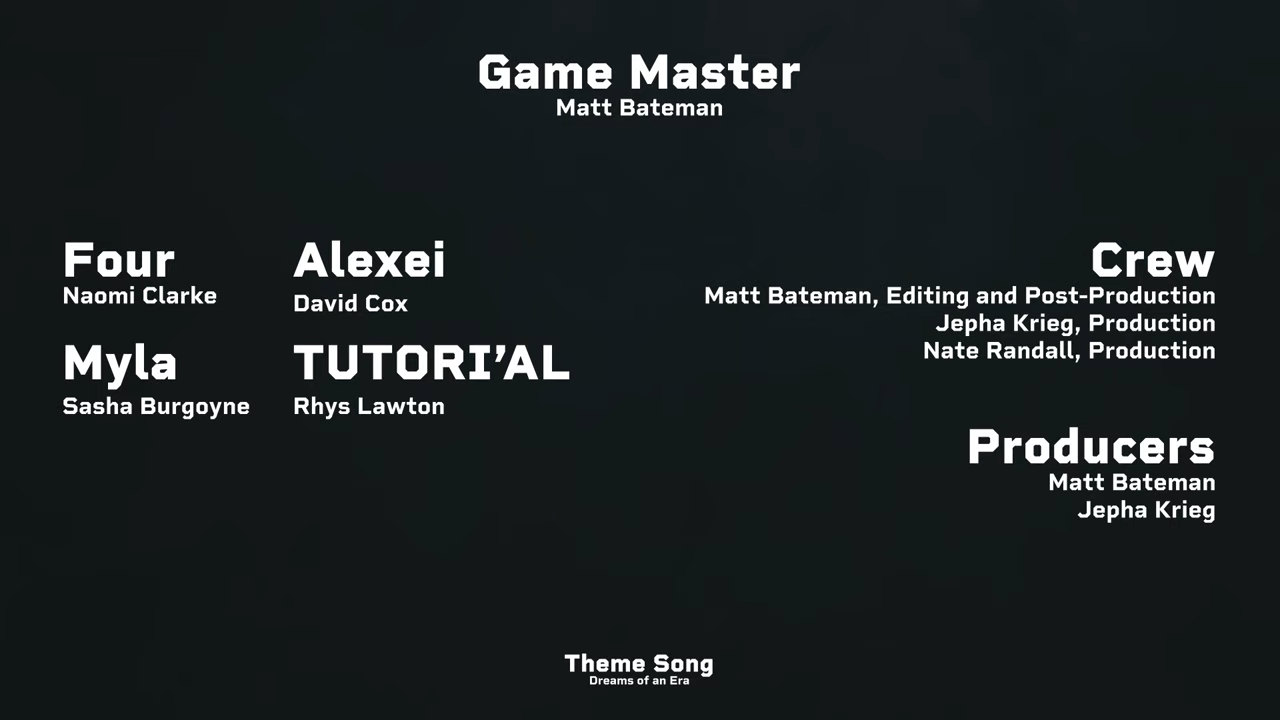 Game Master
Matt Bateman
Four
Naomi Clarke
Alexei
David Cox
Myla
Sasha Burgoyne
TUTORI’AL
Rhys Lawton
Crew
Matt Bateman, Editing and Post-Production
Jepha Krieg, Production
Nate Randall, Production
Producers
Matt Bateman
Jepha Krieg
Theme Song
Dreams of an Era